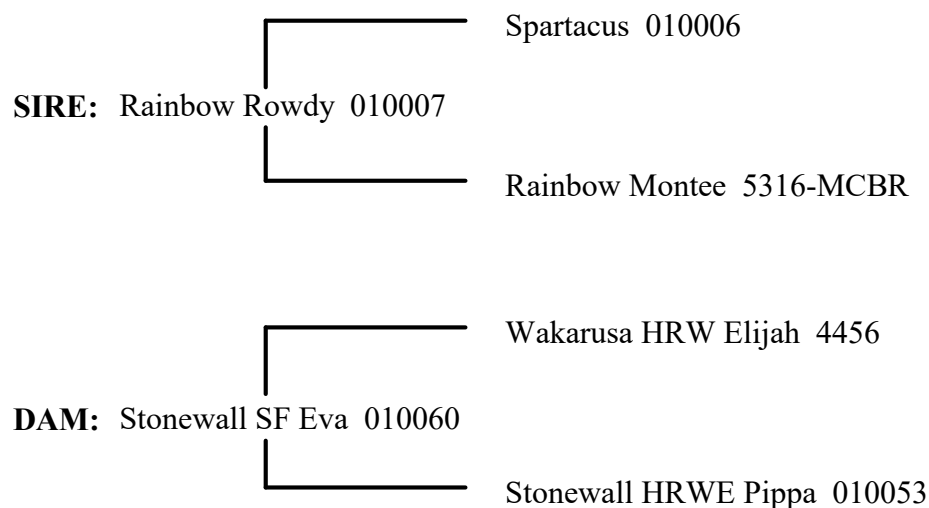 Spartacus 010006
SIRE: Rainbow Rowdy 010007
Rainbow Montee 5316-MCBR
Wakarusa HRW Elijah 4456
DAM: Stonewall SF Eva 010060
Stonewall HRWE Pippa 010053